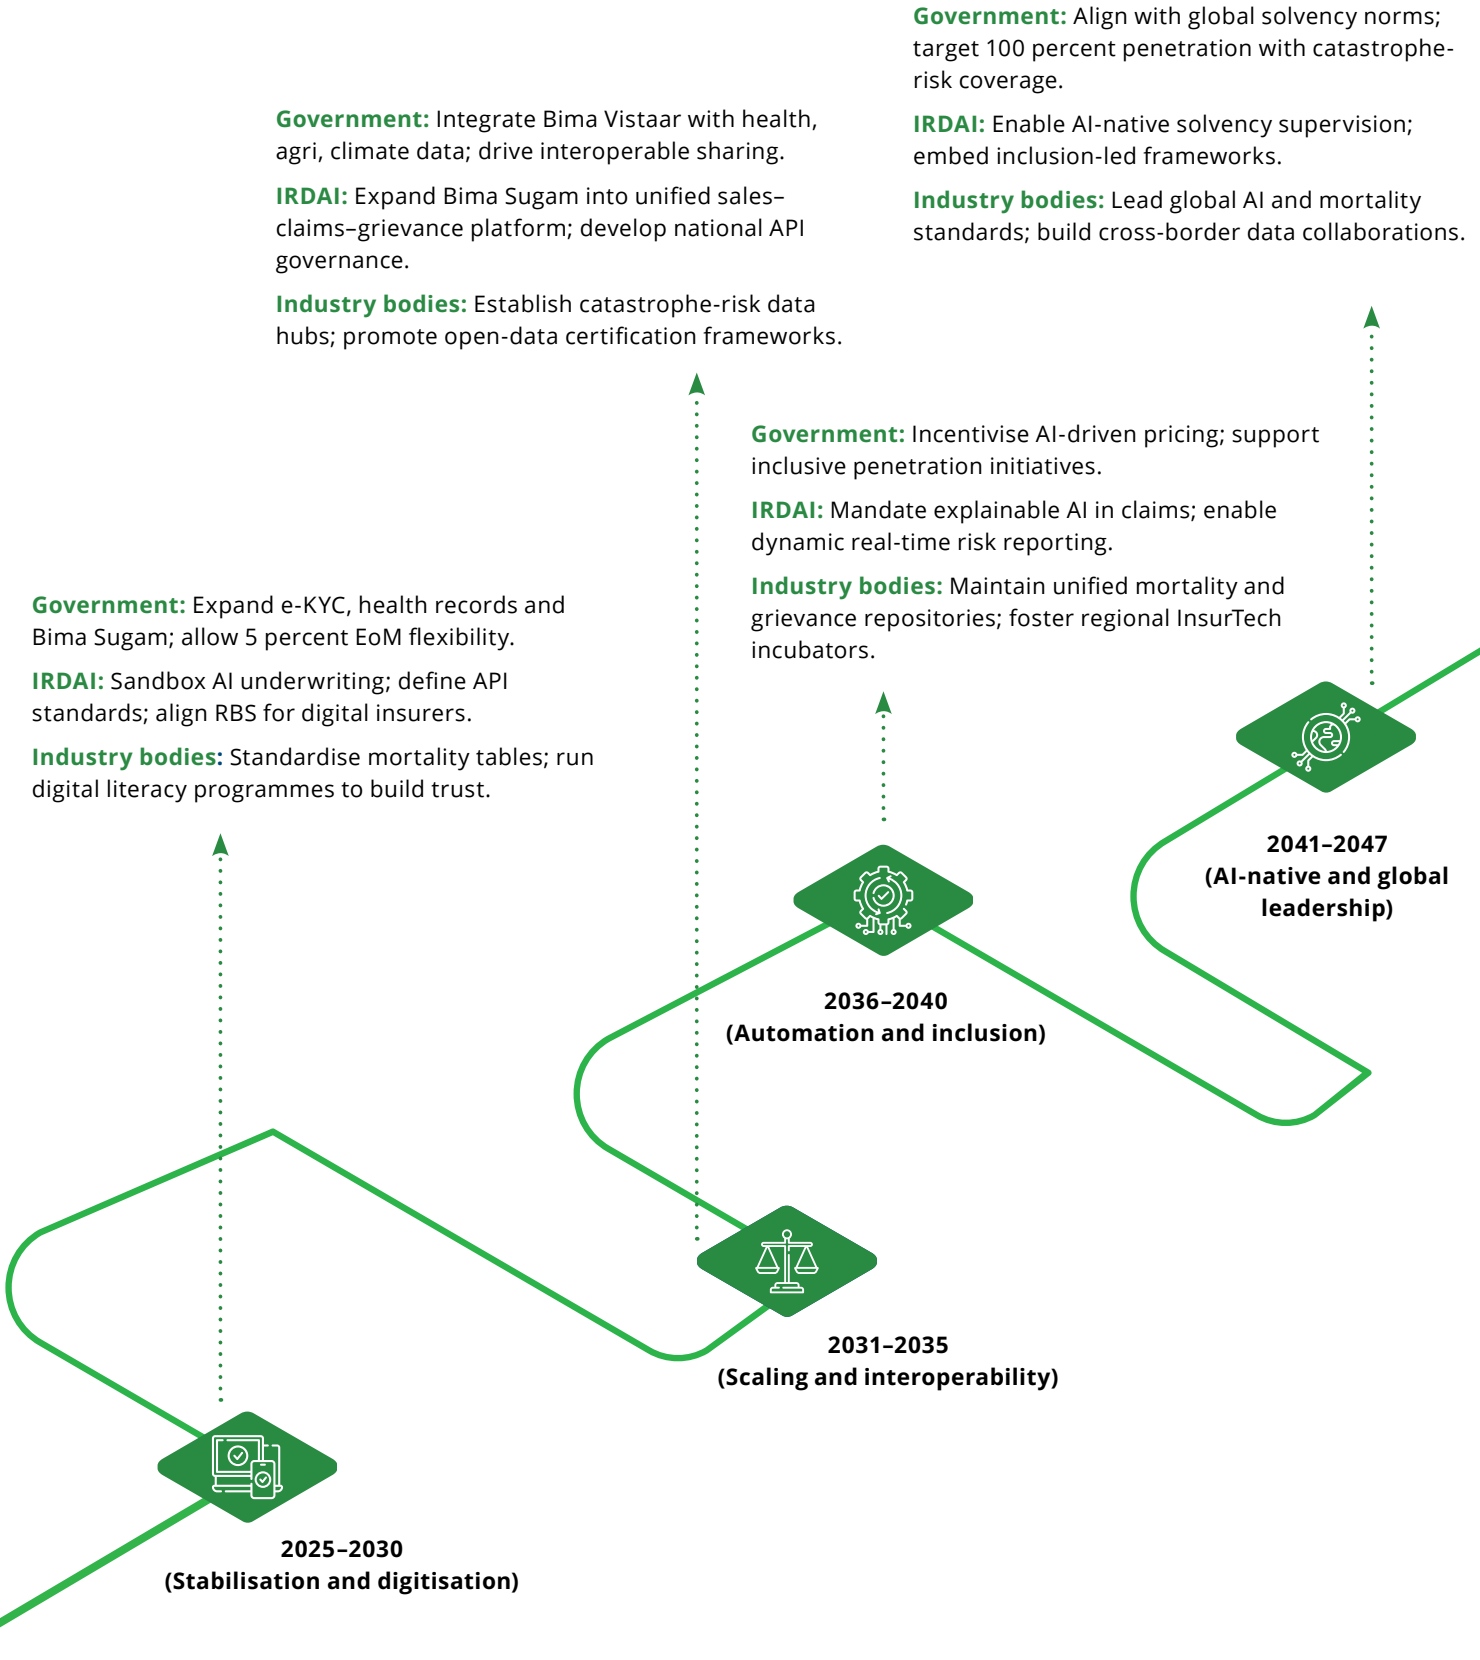 Government: Align with global solvency norms;
target 100 percent penetration with catastrophe-
risk coverage.
IRDAI: Enable AI-native solvency supervision;
embed inclusion-led frameworks.
Industry bodies: Lead global AI and mortality
standards; build cross-border data collaborations.
Government: Integrate Bima Vistaar with health,
agri, climate data; drive interoperable sharing.
IRDAI: Expand Bima Sugam into unified sales–
claims–grievance platform; develop national API
governance.
Industry bodies: Establish catastrophe-risk data
hubs; promote open-data certification frameworks.
Government: Incentivise AI-driven pricing; support
inclusive penetration initiatives.
IRDAI: Mandate explainable AI in claims; enable
dynamic real-time risk reporting.
Industry bodies: Maintain unified mortality and
grievance repositories; foster regional InsurTech
incubators.
Government: Expand e-KYC, health records and
Bima Sugam; allow 5 percent EoM flexibility.
IRDAI: Sandbox AI underwriting; define API
standards; align RBS for digital insurers.
Industry bodies: Standardise mortality tables; run
digital literacy programmes to build trust.
2041–2047
(AI-native and global
leadership)
2036–2040
(Automation and inclusion)
2031–2035
(Scaling and interoperability)
2025–2030
(Stabilisation and digitisation)